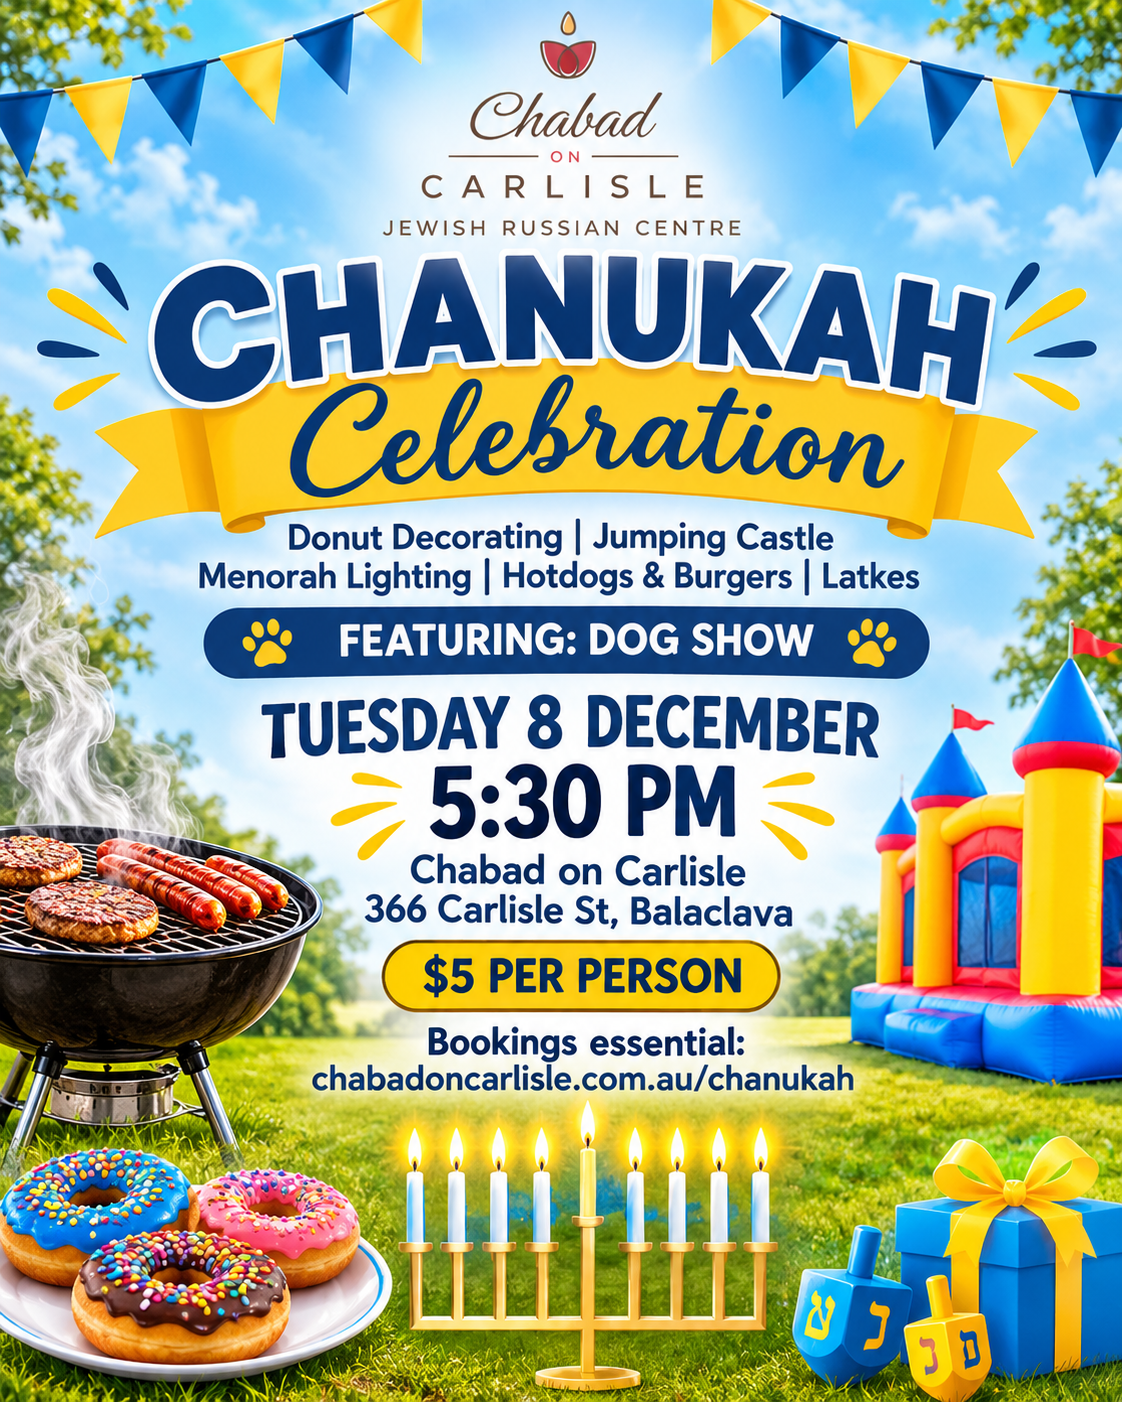 Chabad
ON
CARLISLE
JEWISH RUSSIAN CENTRE
CHANUKAH
Celebration
Donut Decorating | Jumping Castle
Menorah Lighting | Hotdogs & Burgers | Latkes
FEATURING: DOG SHOW
TUESDAY 8 DECEMBER
5:30 PM
Chabad on Carlisle
366 Carlisle St, Balaclava
$5 PER PERSON
Bookings essential:
chabadoncarlisle.com.au/chanukah